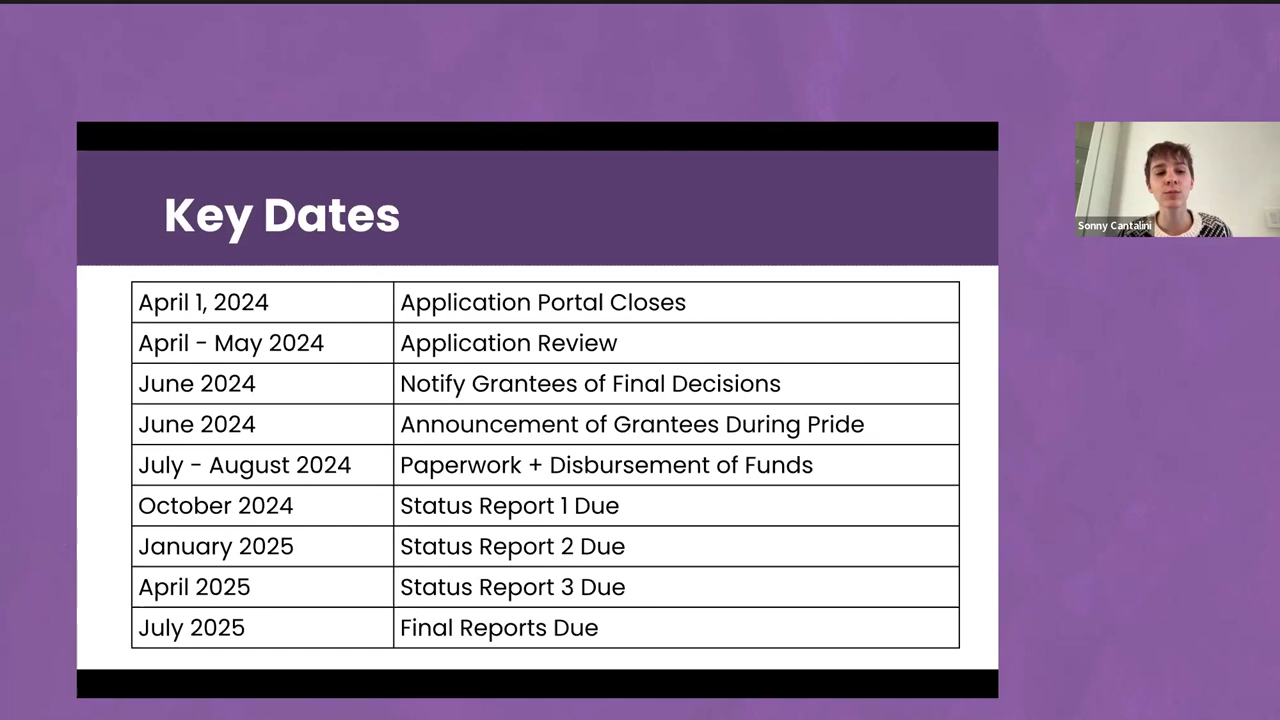 Key Dates
April 1, 2024 Application Portal Closes
April - May 2024 Application Review
June 2024 Notify Grantees of Final Decisions
June 2024 Announcement of Grantees During Pride
July - August 2024 Paperwork + Disbursement of Funds
October 2024 Status Report 1 Due
January 2025 Status Report 2 Due
April 2025 Status Report 3 Due
July 2025 Final Reports Due
Sonny Cantalini